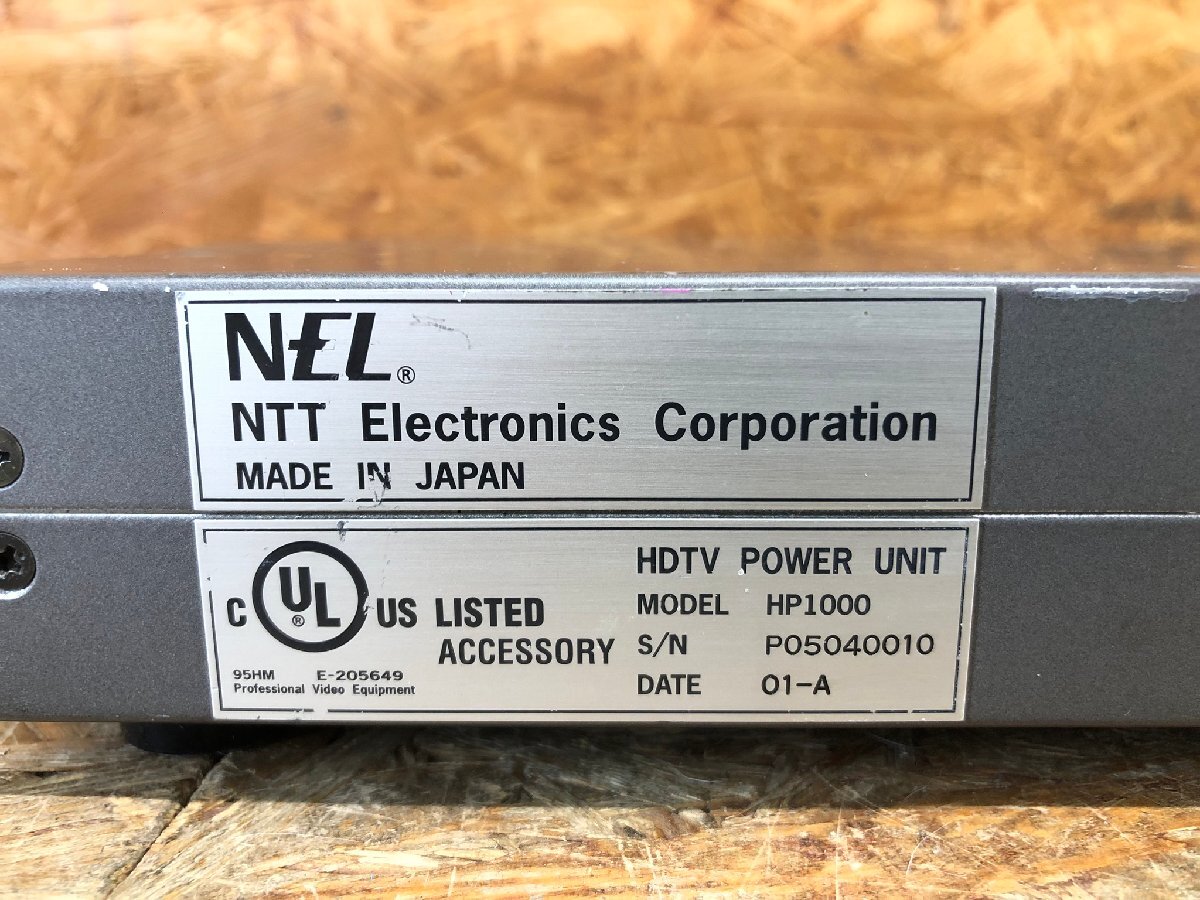 NEL®
NTT Electronics Corporation
MADE IN JAPAN
C UL® US LISTED
ACCESSORY
95HM E-205649
Professional Video Equipment
HDTV POWER UNIT
MODEL HP1000
S/N P05040010
DATE 01-A